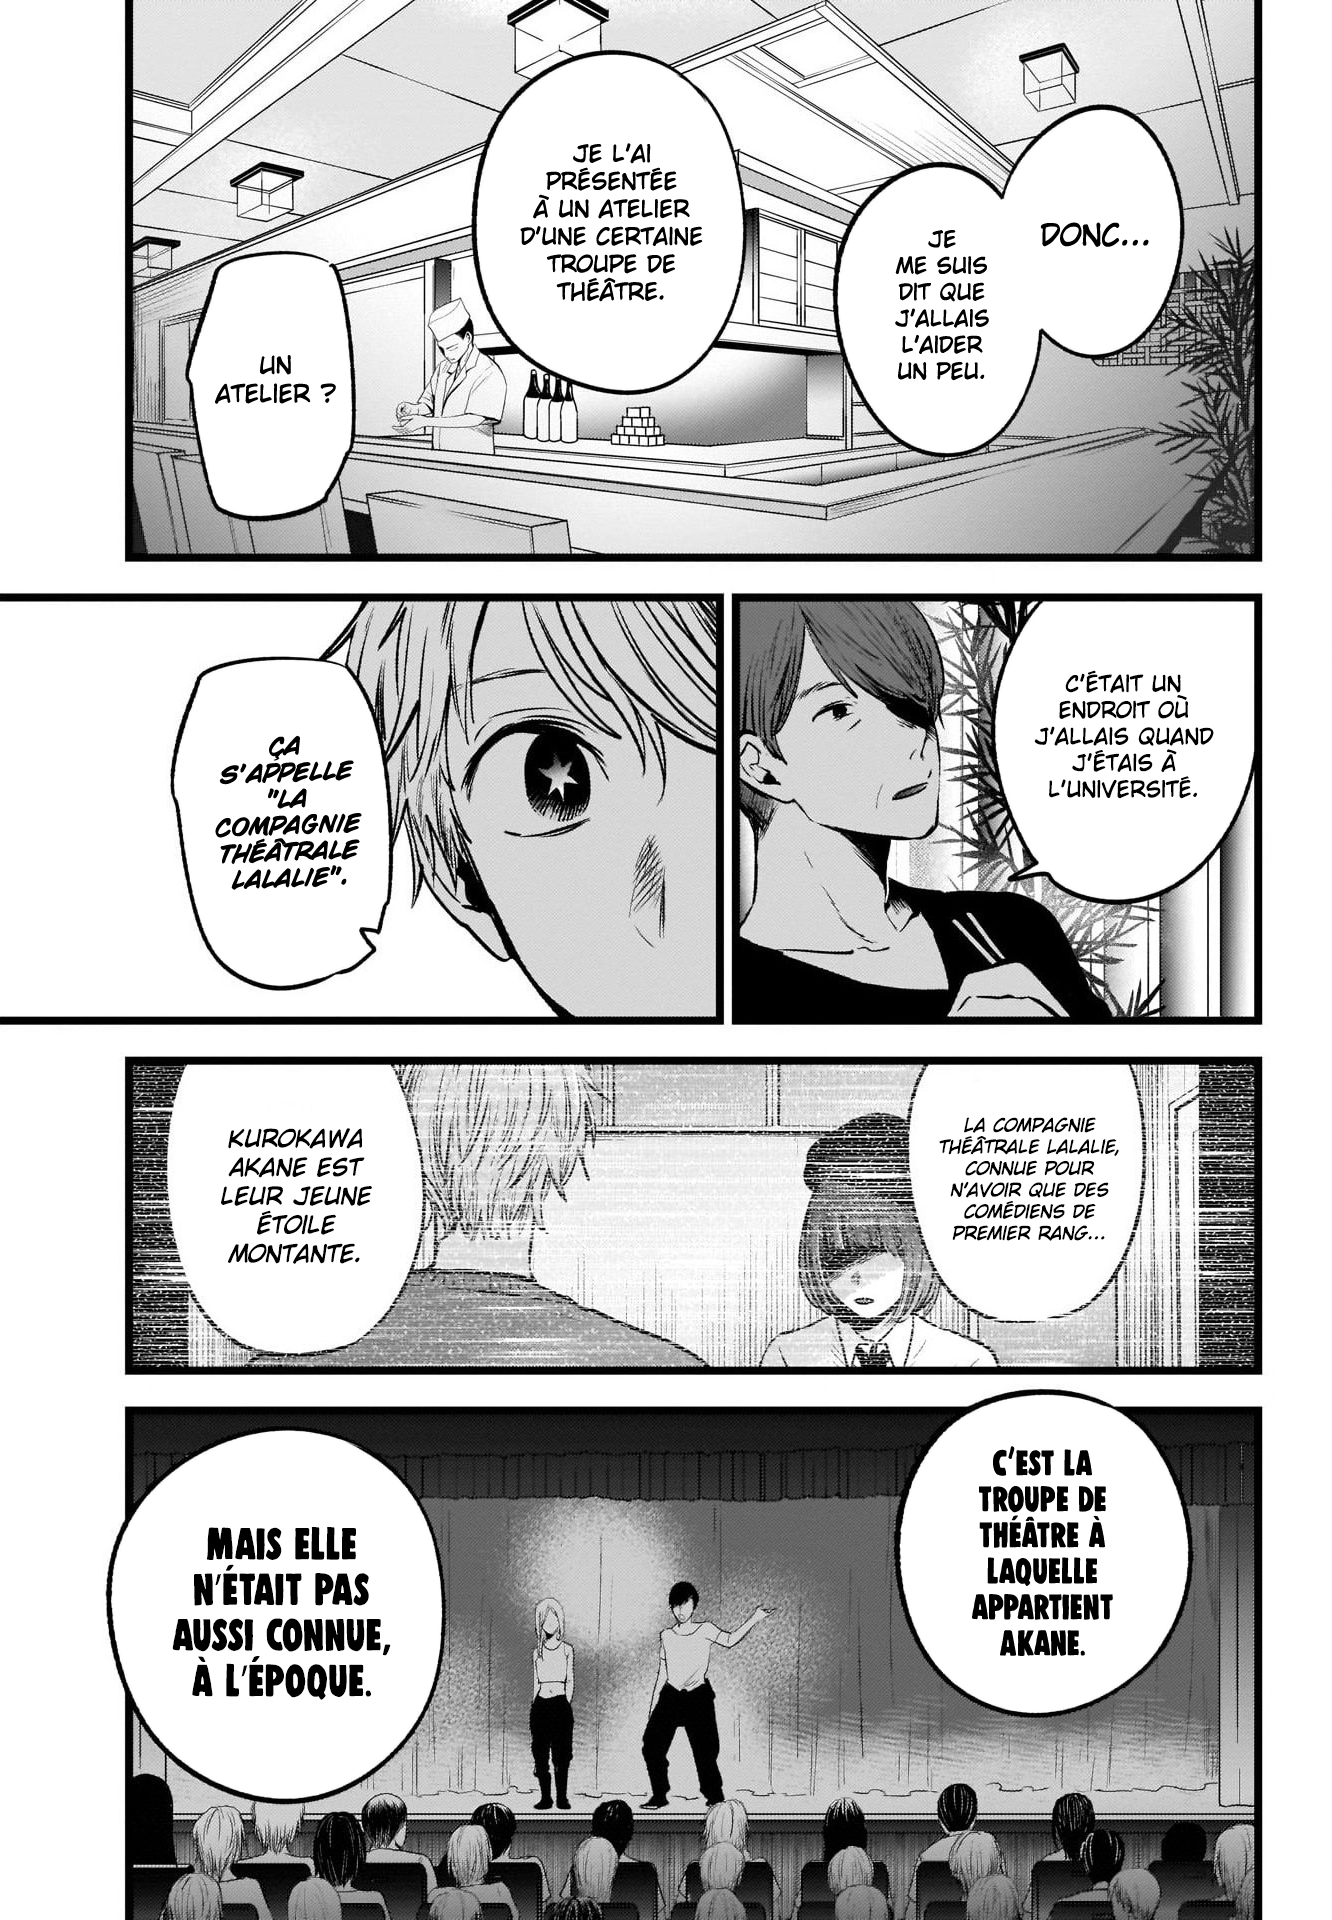 DONC...
JE
ME SUIS
DIT QUE
J'ALLAIS
L'AIDER
UN PEU.
JE L'AI
PRÉSENTÉE
À UN ATELIER
D'UNE CERTAINE
TROUPE DE
THÉÂTRE.
UN
ATELIER ?
C'ÉTAIT UN
ENDROIT OÙ
J'ALLAIS QUAND
J'ÉTAIS À
L'UNIVERSITÉ.
ÇA
S'APPELLE
"LA
COMPAGNIE
THÉÂTRALE
LALALIE".
LA COMPAGNIE
THÉÂTRALE LALALIE,
CONNUE POUR
N'AVOIR QUE DES
COMÉDIENS DE
PREMIER RANG...
KUROKAWA
AKANE EST
LEUR JEUNE
ÉTOILE
MONTANTE.
C'EST LA
TROUPE DE
THÉÂTRE À
LAQUELLE
APPARTIENT
AKANE.
MAIS ELLE
N'ÉTAIT PAS
AUSSI CONNUE,
À L'ÉPOQUE.